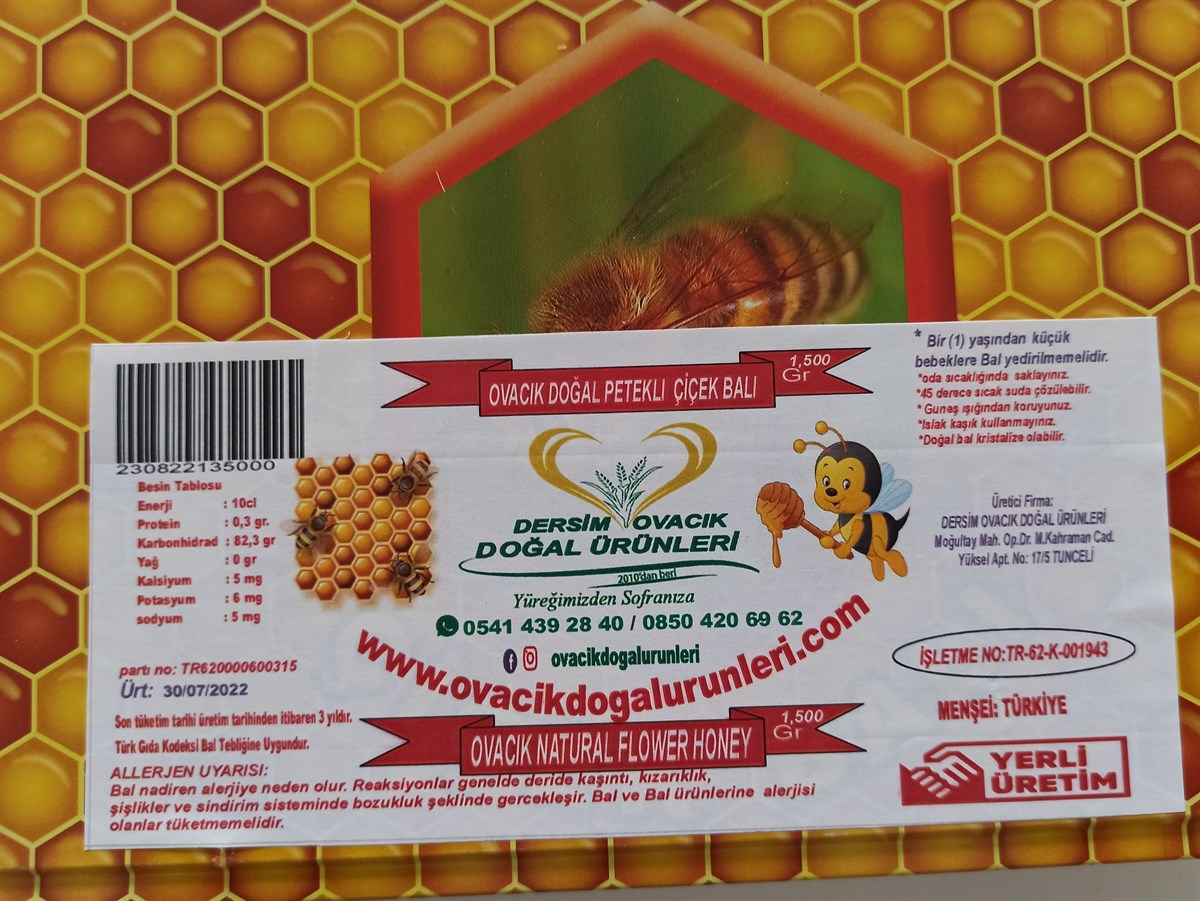 OVACIK DOĞAL PETEKLİ ÇİÇEK BALI
1,500
Gr
230822135000
Besin Tablosu
Enerji : 10cl
Protein : 0,3 gr.
Karbonhidrad : 82,3 gr
Yağ : 0 gr
Kalsiyum : 5 mg
Potasyum : 6 mg
sodyum : 5 mg
partı no: TR620000600315
Ürt: 30/07/2022
Son tüketim tarihi üretim tarihinden itibaren 3 yıldır.
Türk Gıda Kodeksi Bal Tebliğine Uygundur.
ALLERJEN UYARISI:
Bal nadiren alerjiye neden olur. Reaksiyonlar genelde deride kaşıntı, kızarıklık,
şişlikler ve sindirim sisteminde bozukluk şeklinde gercekleşir. Bal ve Bal ürünlerine alerjisi
olanlar tüketmemelidir.
DERSİM OVACIK
DOĞAL ÜRÜNLERİ
2010'dan beri
Yüreğimizden Sofranıza
0541 439 28 40 / 0850 420 69 62
ovacikdogalurunleri
www.ovacikdogalurunleri.com
OVACIK NATURAL FLOWER HONEY
1,500
Gr
* Bir (1) yaşından küçük
bebeklere Bal yedirilmemelidir.
*oda sıcaklığında saklayınız.
*45 derece sıcak suda çözülebilir.
* Guneş ışığından koruyunuz.
*Islak kaşık kullanmayınız.
*Doğal bal kristalize olabilir.
Üretici Firma:
DERSİM OVACIK DOĞAL ÜRÜNLERİ
Moğultay Mah. Op.Dr. M.Kahraman Cad.
Yüksel Apt. No: 17/5 TUNCELİ
İŞLETME NO:TR-62-K-001943
MENŞEİ: TÜRKİYE
YERLİ
ÜRETİM